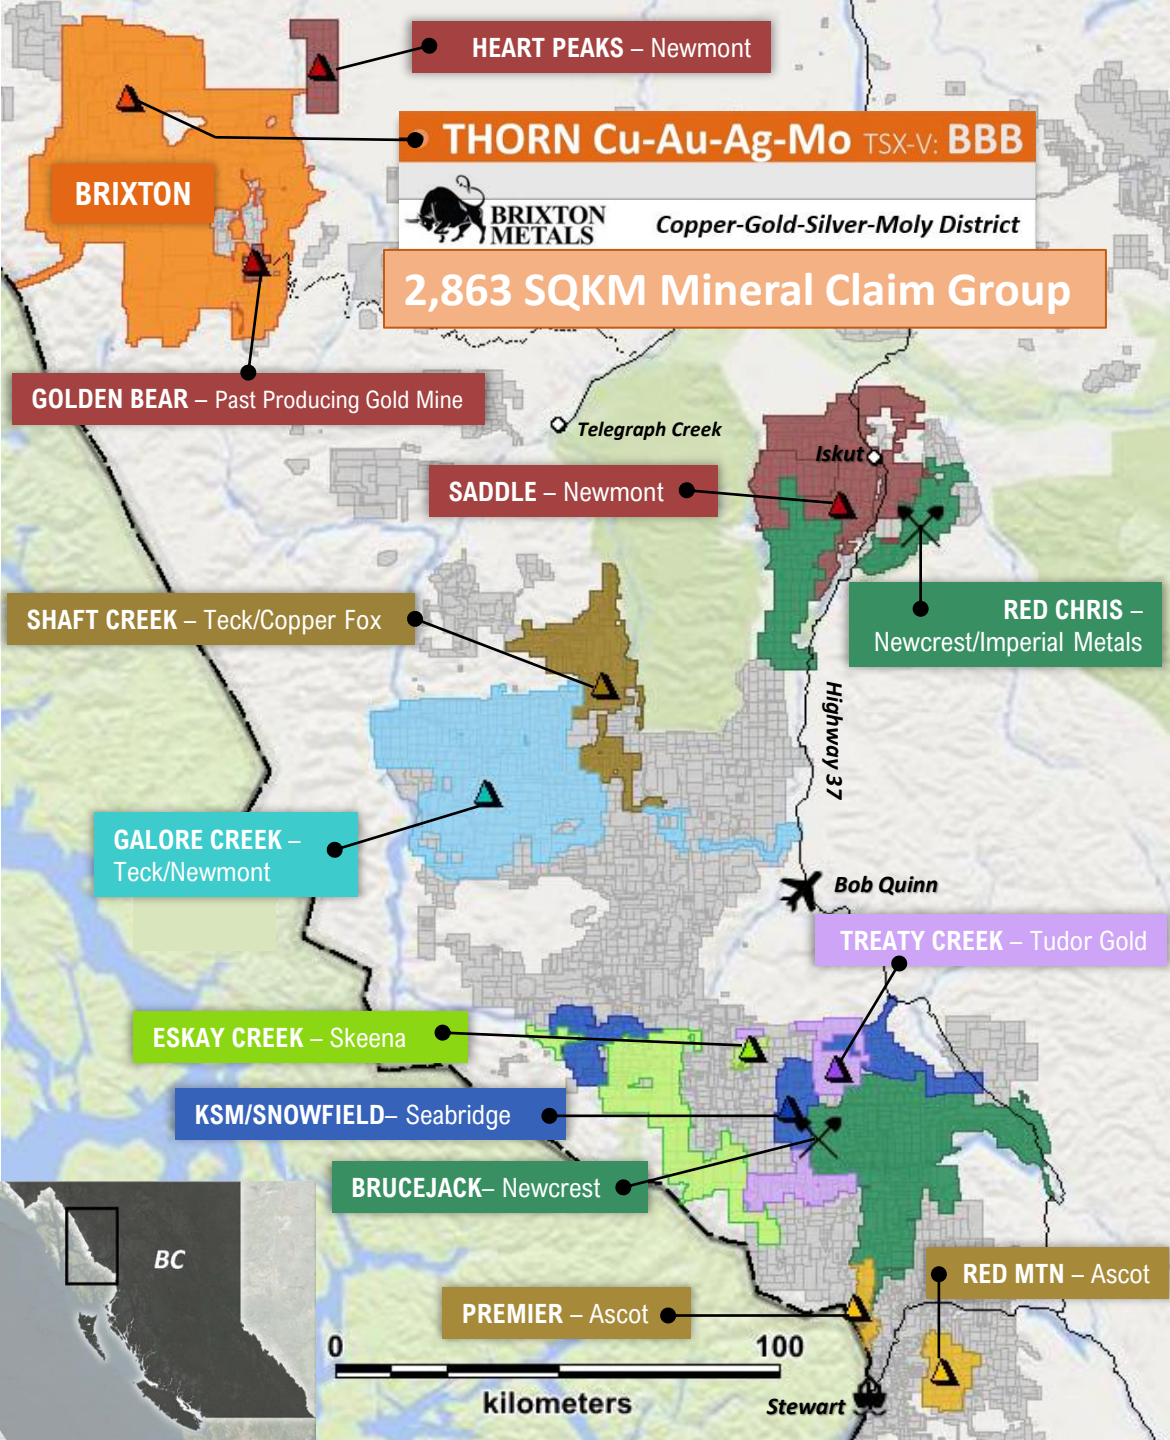 HEART PEAKS – Newmont
THORN Cu-Au-Ag-Mo TSX-V: BBB
BRIXTON
BRIXTON
METALS
Copper-Gold-Silver-Moly District
2,863 SQKM Mineral Claim Group
GOLDEN BEAR – Past Producing Gold Mine
Telegraph Creek
Iskut
SADDLE – Newmont
SHAFT CREEK – Teck/Copper Fox
RED CHRIS –
Newcrest/Imperial Metals
Highway 37
GALORE CREEK –
Teck/Newmont
Bob Quinn
TREATY CREEK – Tudor Gold
ESKAY CREEK – Skeena
KSM/SNOWFIELD– Seabridge
BRUCEJACK– Newcrest
BC
RED MTN – Ascot
PREMIER – Ascot
0 100
kilometers
Stewart